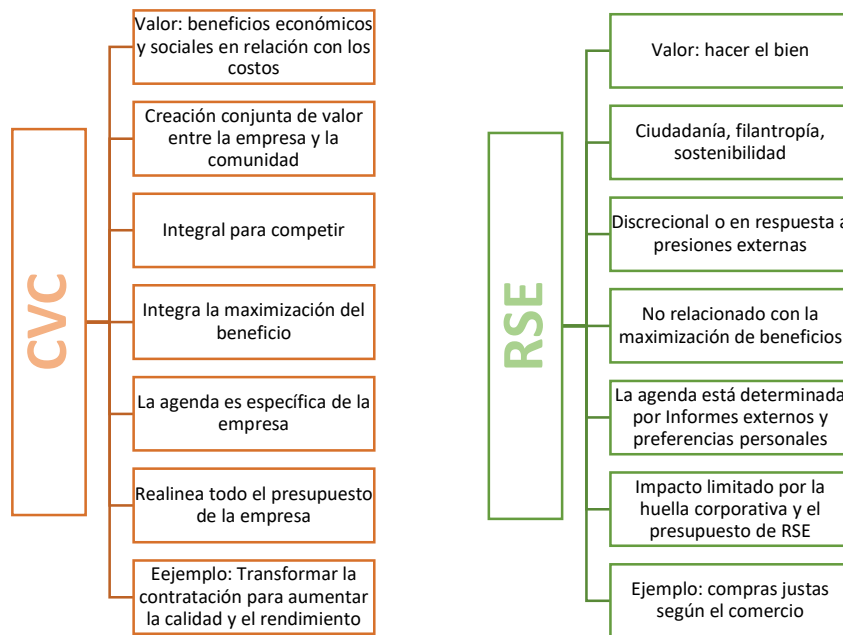 CVC
Valor: beneficios económicos
y sociales en relación con los
costos
Creación conjunta de valor
entre la empresa y la
comunidad
Integral para competir
Integra la maximización del
beneficio
La agenda es específica de la
empresa
Realinea todo el presupuesto
de la empresa
Eejemplo: Transformar la
contratación para aumentar
la calidad y el rendimiento
RSE
Valor: hacer el bien
Ciudadanía, filantropía,
sostenibilidad
Discrecional o en respuesta a
presiones externas
No relacionado con la
maximización de beneficios
La agenda está determinada
por Informes externos y
preferencias personales
Impacto limitado por la
huella corporativa y el
presupuesto de RSE
Ejemplo: compras justas
según el comercio